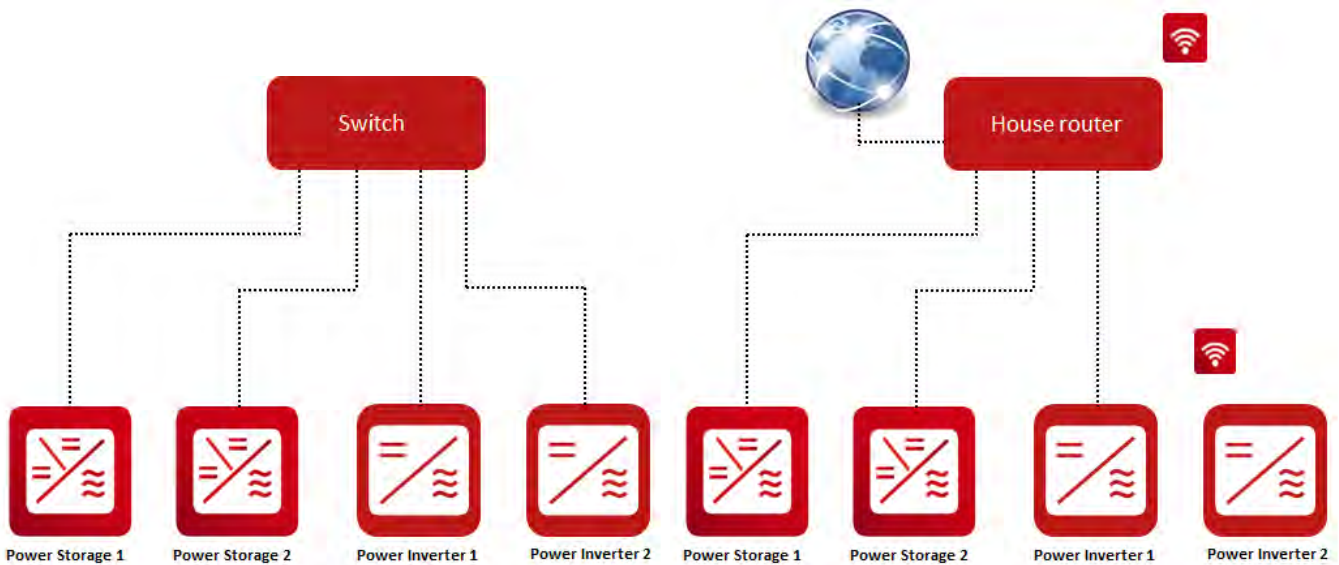 Switch
House router
Power Storage 1
Power Storage 2
Power Inverter 1
Power Inverter 2
Power Storage 1
Power Storage 2
Power Inverter 1
Power Inverter 2